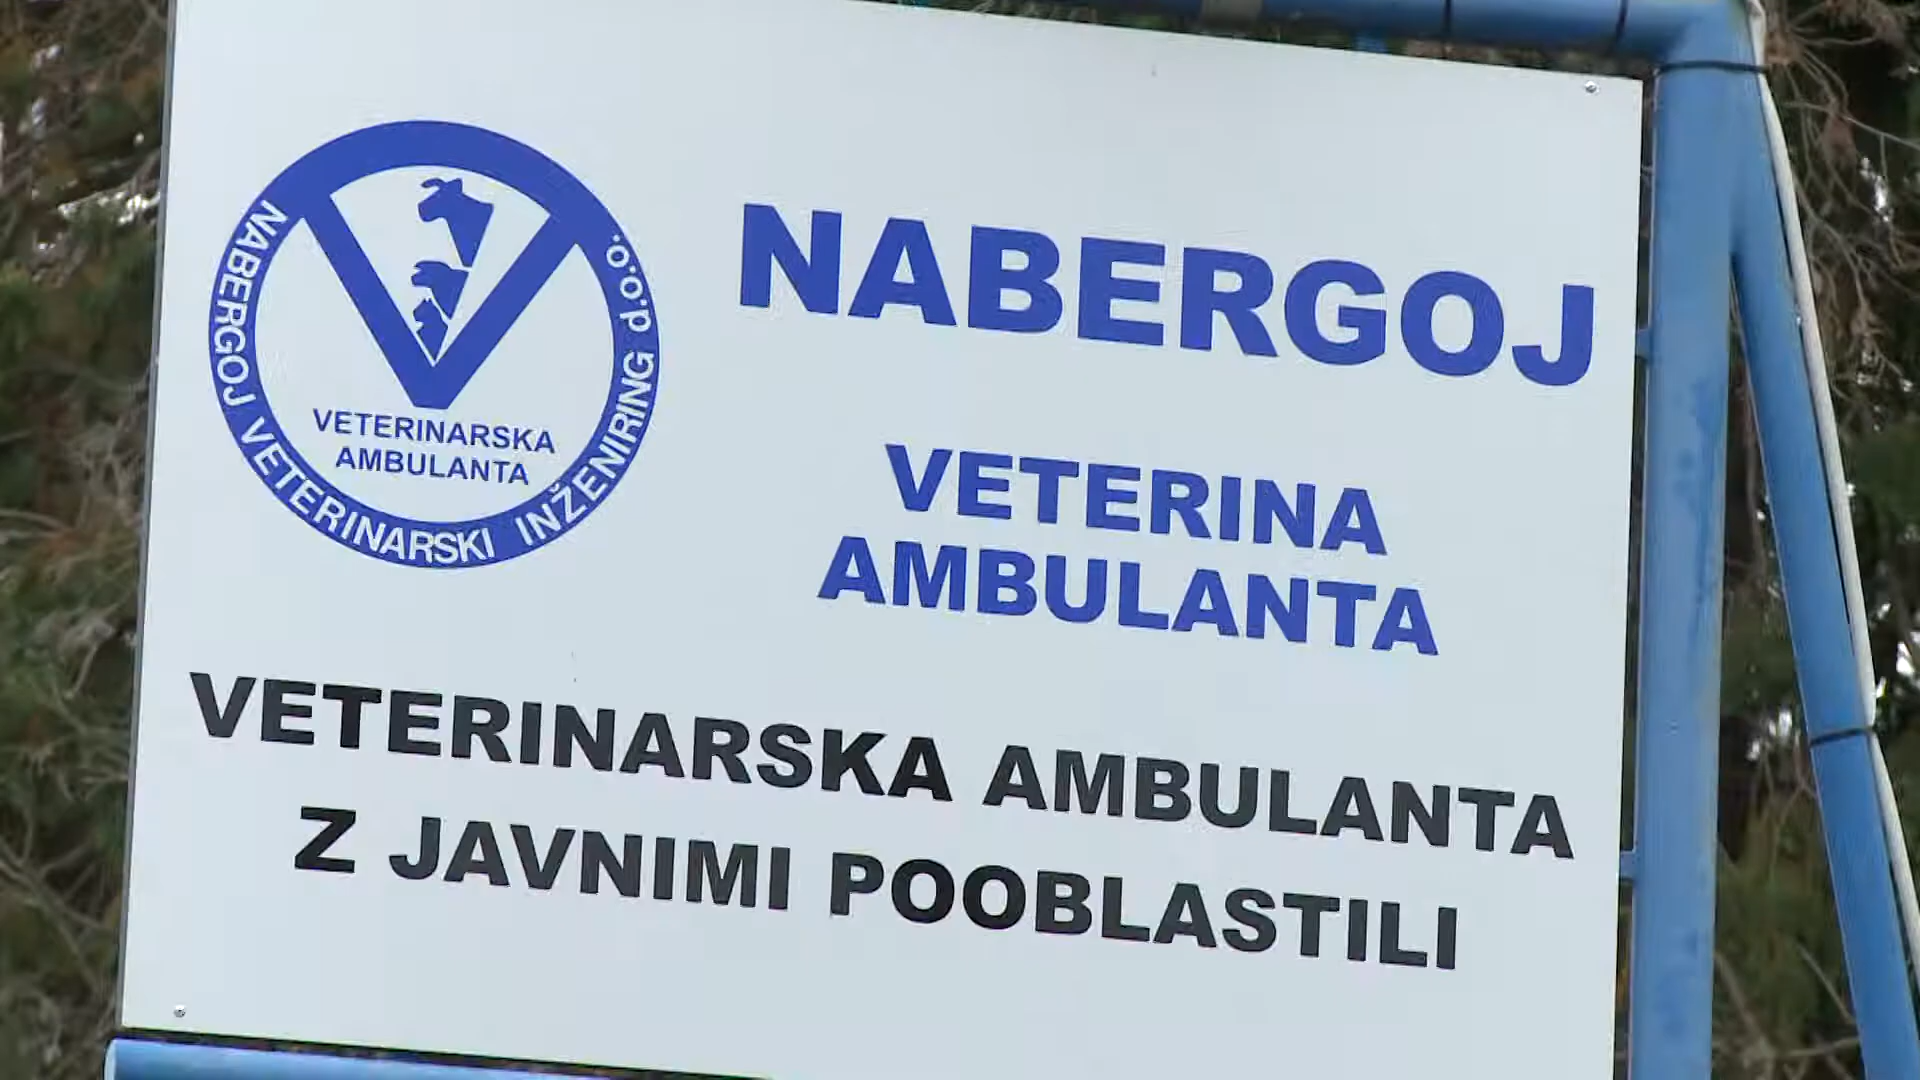 NABERGOJ VETERINARSKI INŽENIRING d.o.o.
VETERINARSKA
AMBULANTA
NABERGOJ
VETERINA
AMBULANTA
VETERINARSKA AMBULANTA
Z JAVNIMI POOBLASTILI